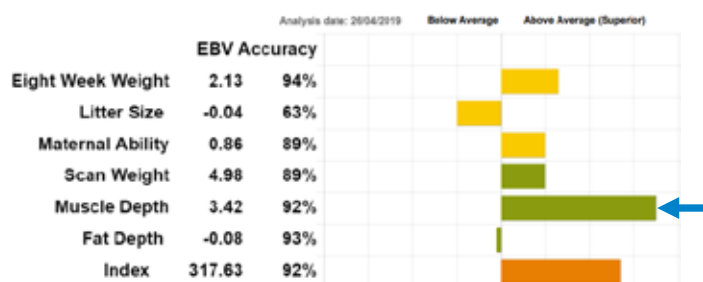 Analysis date: 26/04/2019 Below Average Above Average (Superior)
EBV Accuracy
Eight Week Weight 2.13 94%
Litter Size -0.04 63%
Maternal Ability 0.86 89%
Scan Weight 4.98 89%
Muscle Depth 3.42 92%
Fat Depth -0.08 93%
Index 317.63 92%